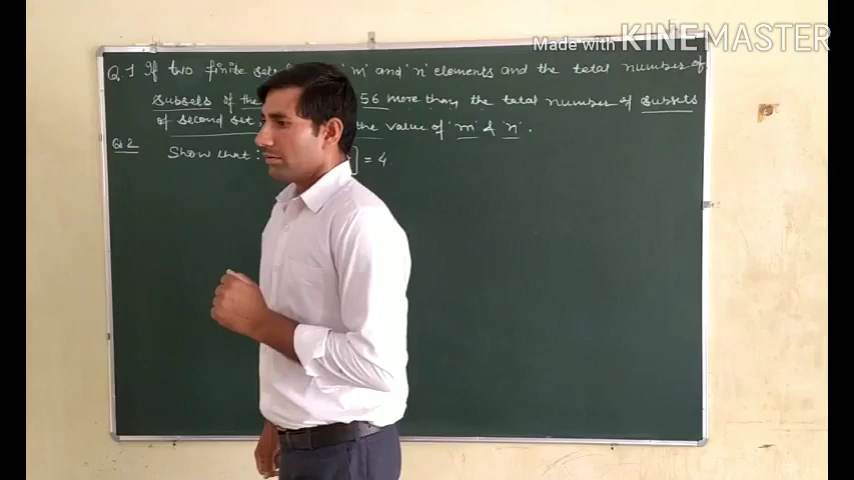 Made with KINEMASTER
Q.1 If two finite sets 'm' and 'n' elements and the total number of
subsets of the 56 more than the total number of subsets
of second set the value of 'm' & 'n'.
Q.2 Show that : ] = 4.